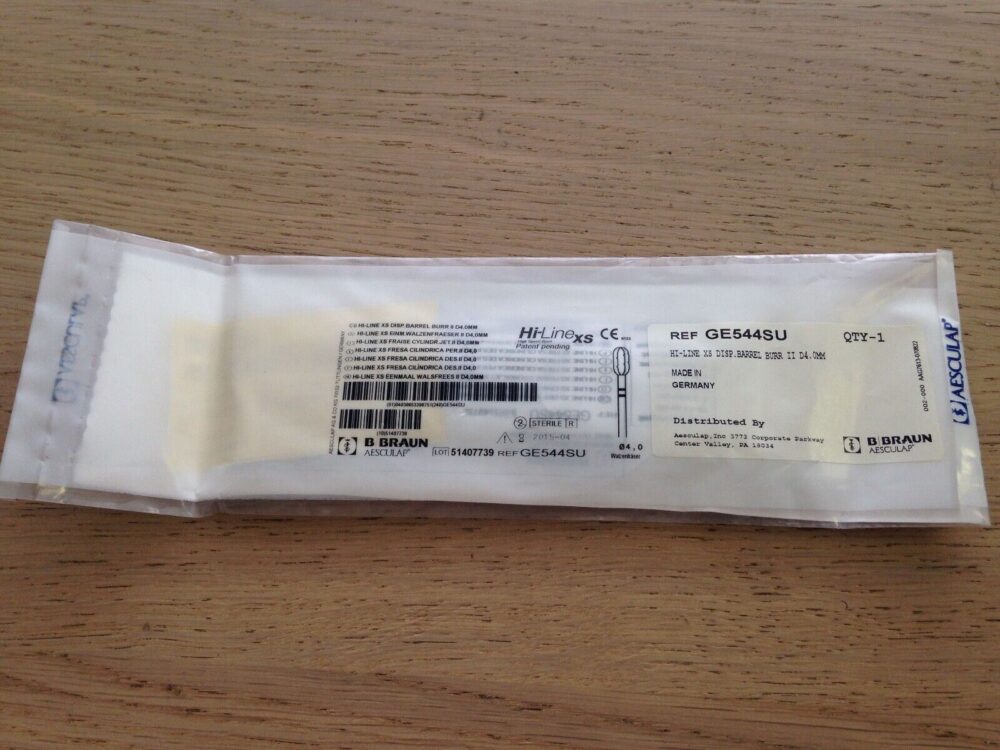 HI-LINE XS DISP.BARREL BURR II D4,0MM
HI-LINE XS EINM.WALZENFRAESER II D4,0MM
HI-LINE XS FRAISE CYLINDR.JET.II D4,0MM
HI-LINE XS FRESA CILINDRICA PER.II D4,0
HI-LINE XS FRESA CILINDRICA DES.II D4,0
HI-LINE XS FRESA CILINDRICA DES.II D4,0
HI-LINE XS EENMAAL WALSFREES II D4,0MM
(10)51407739
B BRAUN
AESCULAP®
Hi-Line XS
High Speed Burrs
Patent pending
CE
STERILE R
2015-04
LOT 51407739 REF GE544SU
Ø4,0
Walzenfräser
REF GE544SU QTY-1
HI-LINE XS DISP.BARREL BURR II D4.0MM
MADE IN
GERMANY
Distributed By
Aesculap,Inc 3773 Corporate Parkway
Center Valley, PA 18034
B BRAUN
AESCULAP®
AESCULAP®